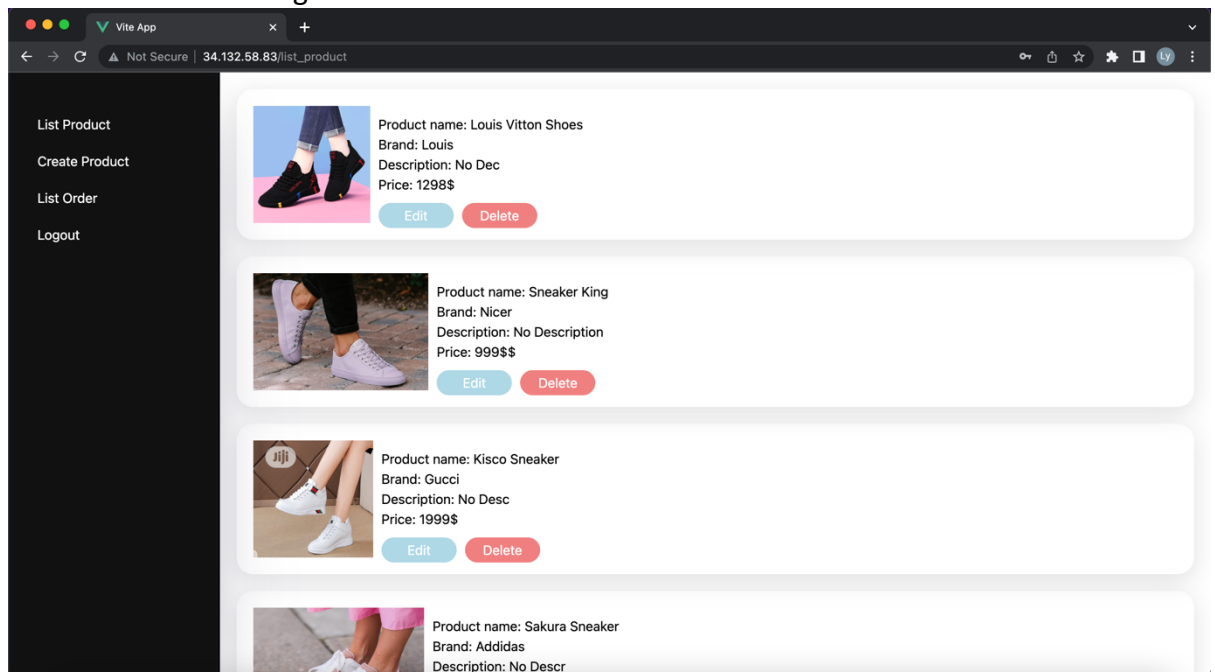 Vite App
Not Secure | 34.132.58.83/list_product
Ly
List Product
Create Product
List Order
Logout
Product name: Louis Vitton Shoes
Brand: Louis
Description: No Dec
Price: 1298$
Edit
Delete
Product name: Sneaker King
Brand: Nicer
Description: No Description
Price: 999$$
Edit
Delete
Jiji
Product name: Kisco Sneaker
Brand: Gucci
Description: No Desc
Price: 1999$
Edit
Delete
Product name: Sakura Sneaker
Brand: Addidas
Description: No Descr